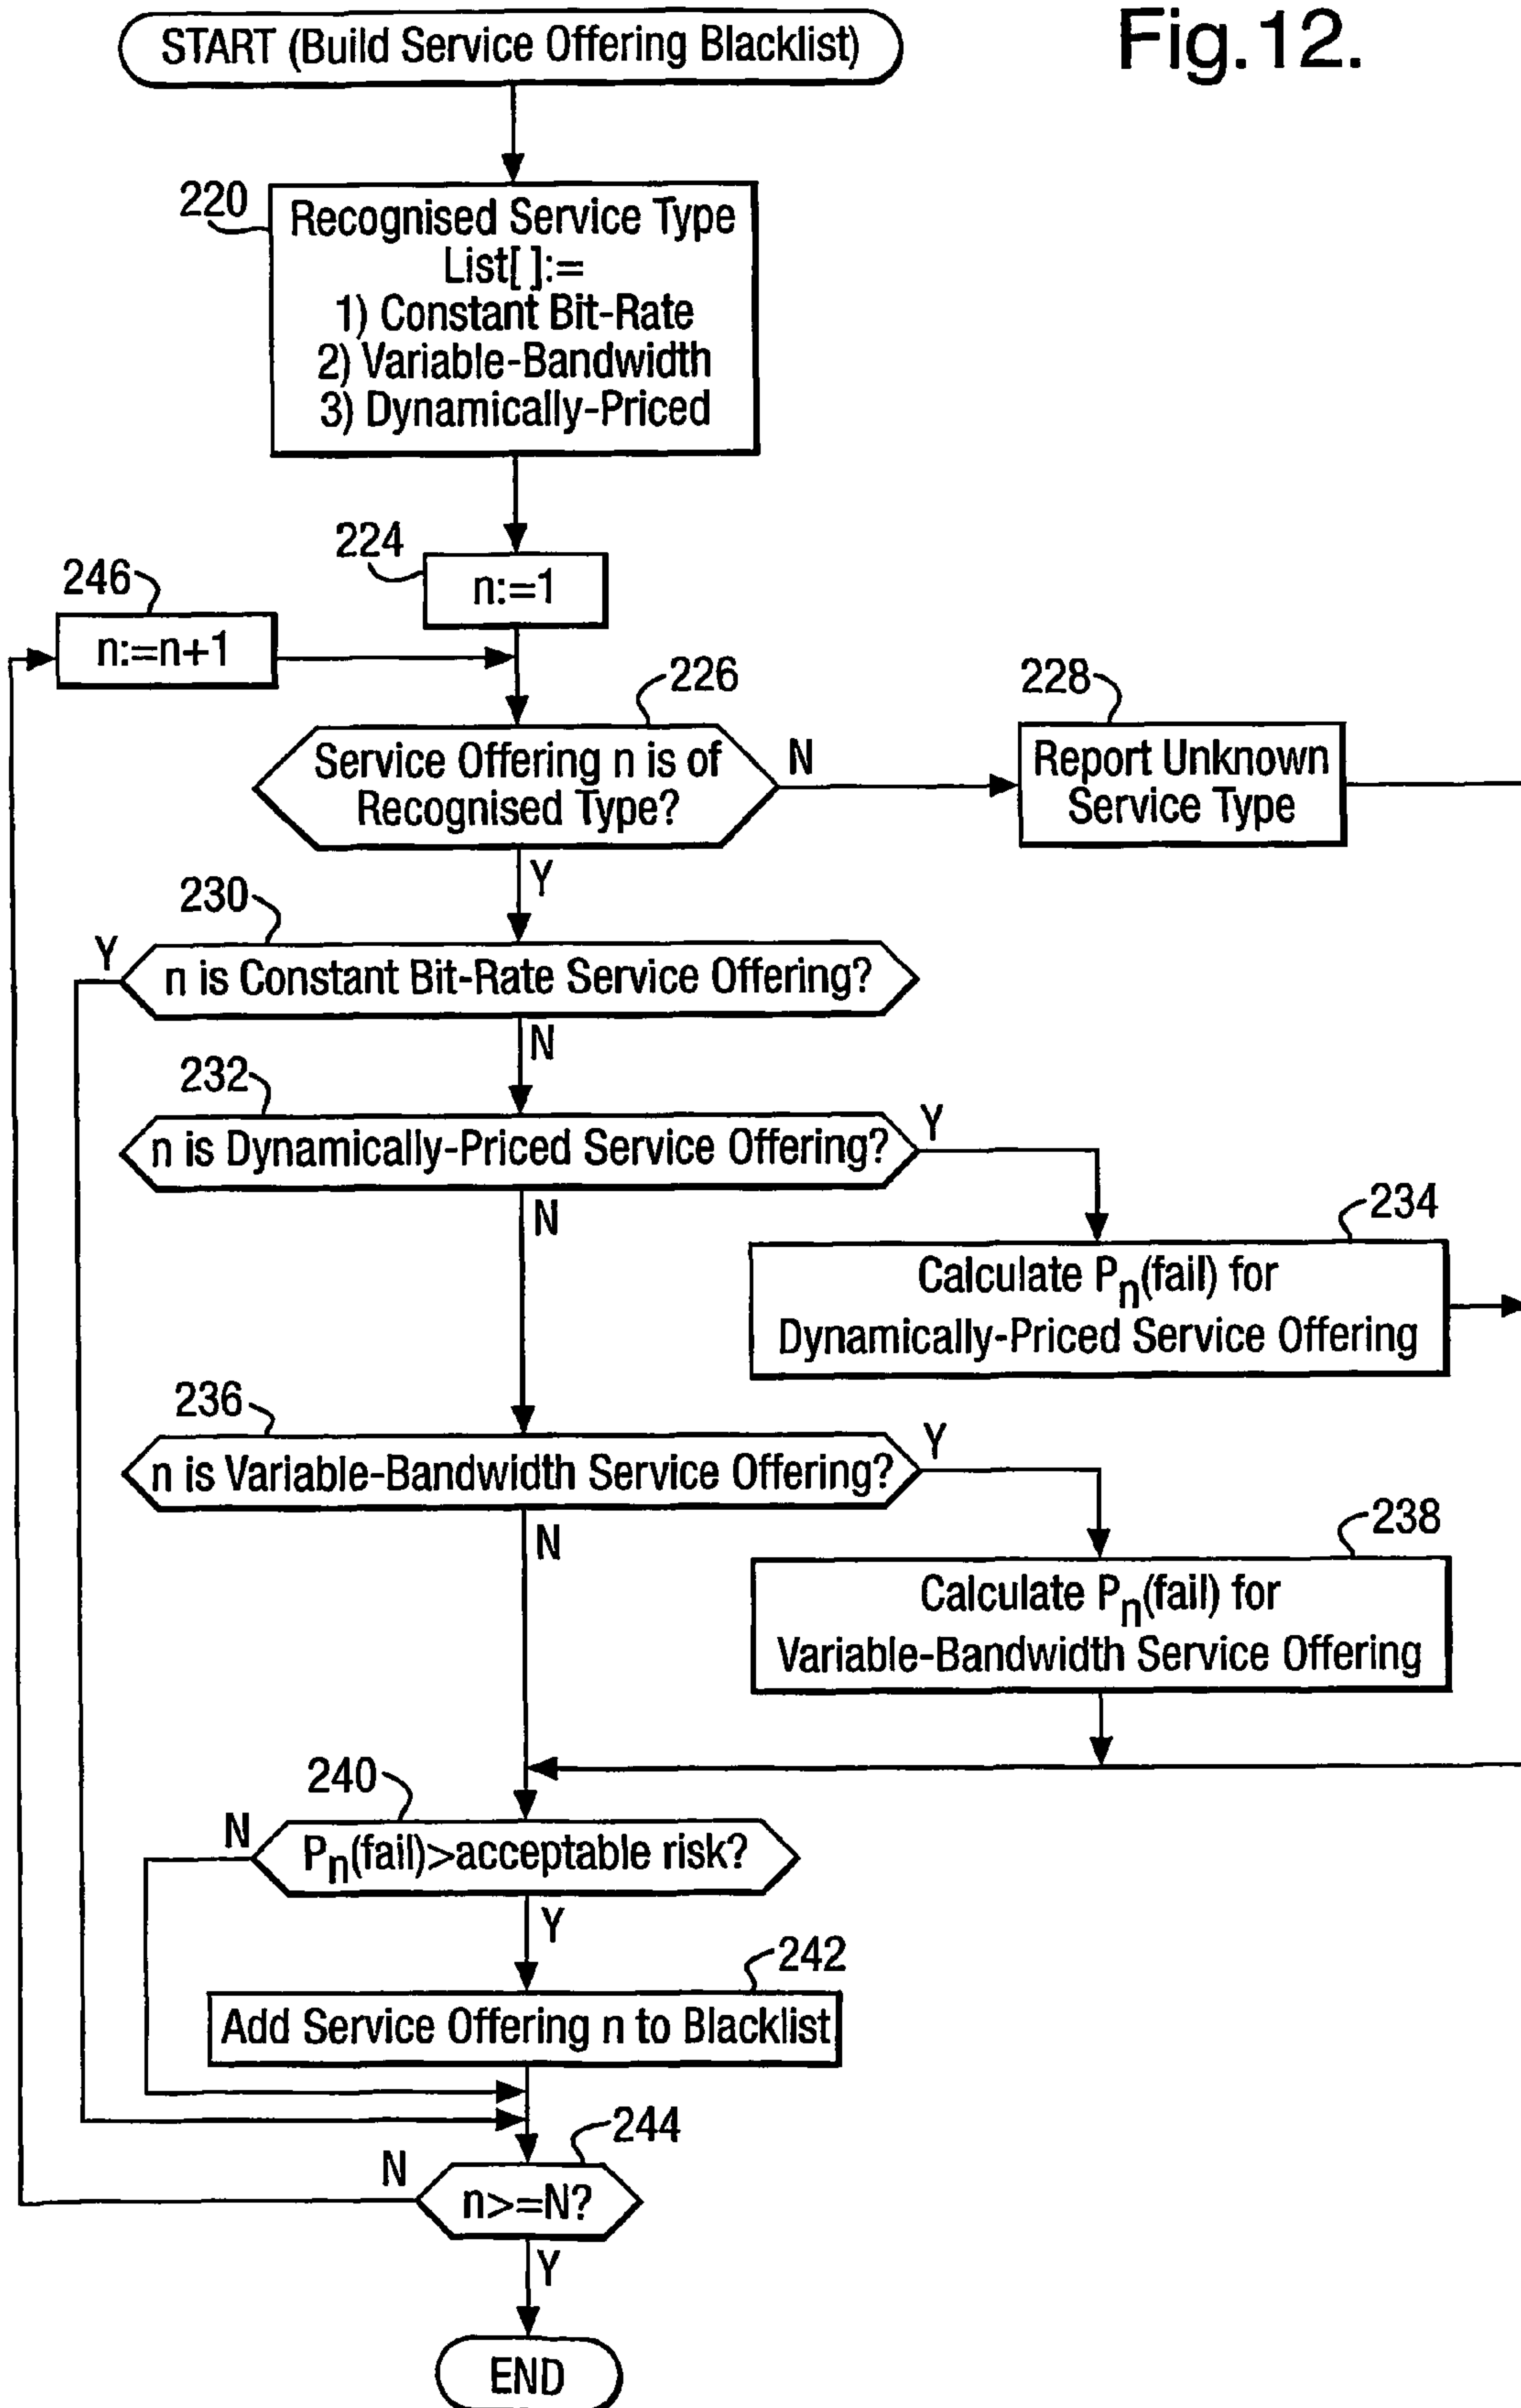 START (Build Service Offering Blacklist)
Fig.12.
220
Recognised Service Type
List[ ]:=
1) Constant Bit-Rate
2) Variable-Bandwidth
3) Dynamically-Priced
224
n:=1
246
n:=n+1
226
Service Offering n is of
Recognised Type?
N
228
Report Unknown
Service Type
Y
230
Y
n is Constant Bit-Rate Service Offering?
N
232
n is Dynamically-Priced Service Offering?
Y
N
234
Calculate Pn(fail) for
Dynamically-Priced Service Offering
236
n is Variable-Bandwidth Service Offering?
Y
N
238
Calculate Pn(fail) for
Variable-Bandwidth Service Offering
240
N
Pn(fail)>acceptable risk?
Y
242
Add Service Offering n to Blacklist
244
N
n>=N?
Y
END